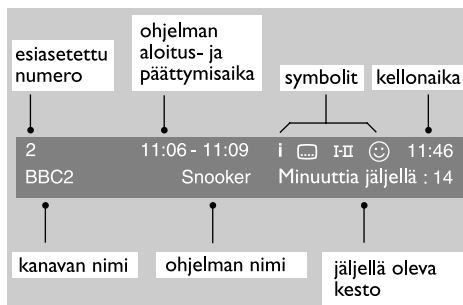 esiasetettu
numero
ohjelman
aloitus- ja
päättymisaika
symbolit
kellonaika
2 11:06 - 11:09 i I-II 11:46
BBC2 Snooker Minuuttia jäljellä : 14
kanavan nimi
ohjelman nimi
jäljellä oleva
kesto